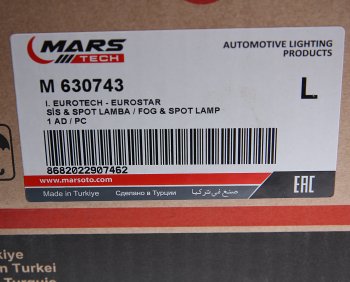 MARS
TECH
AUTOMOTIVE LIGHTING
PRODUCTS
M 630743
L
I. EUROTECH - EUROSTAR
SİS & SPOT LAMBA / FOG & SPOT LAMP
1 AD / PC
8682022907462
www.marsoto.com
Made in Turkiye Сделано в Турции صنع في تركيا
EAC
kiye
in Turkei